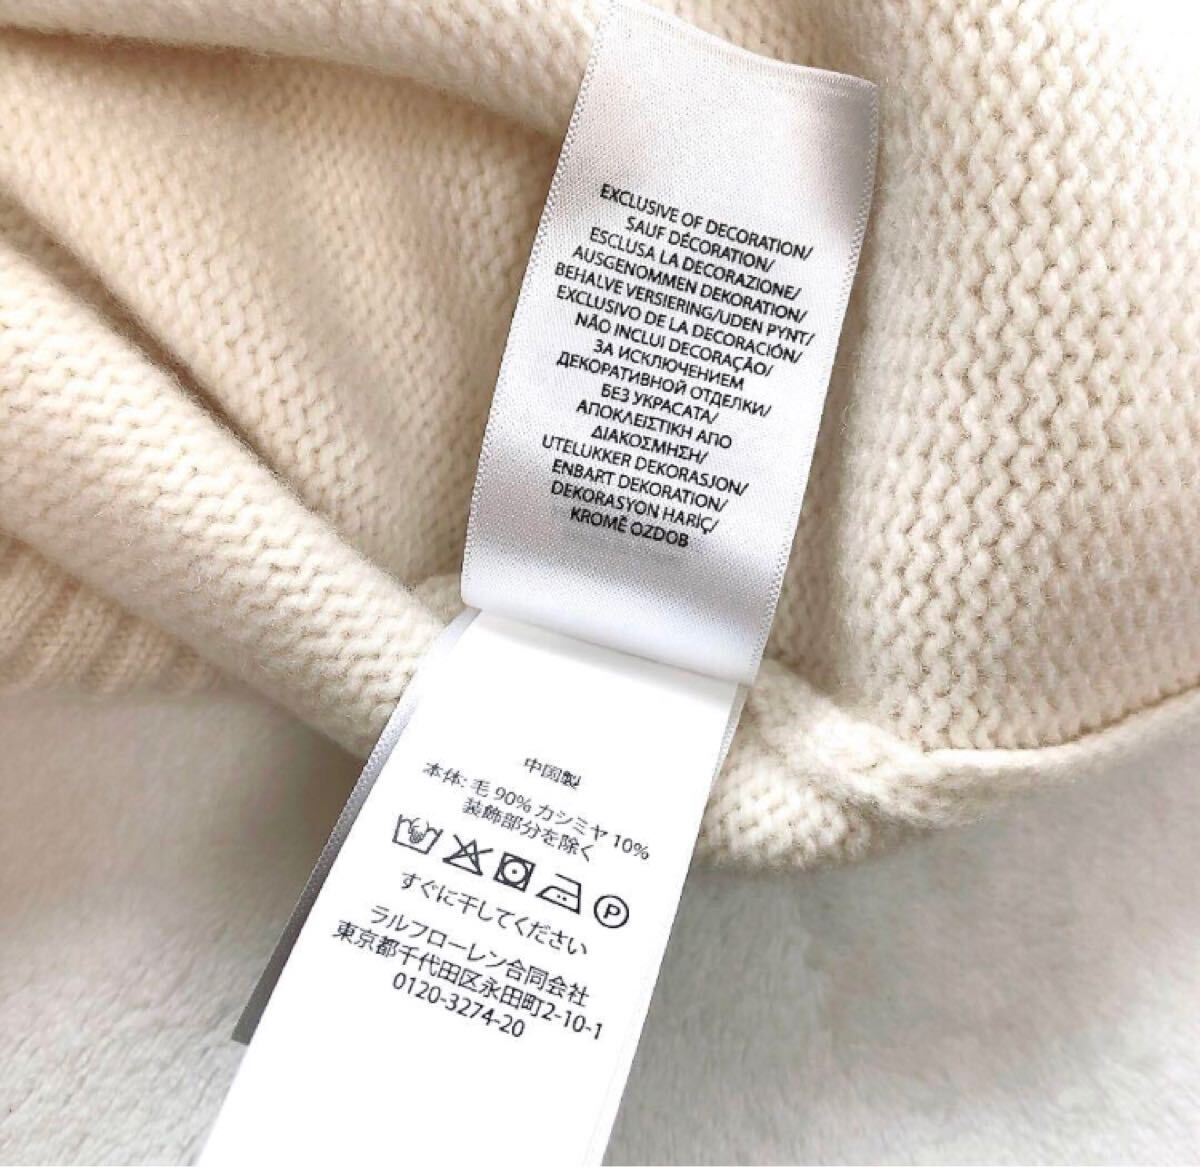 EXCLUSIVE OF DECORATION/
SAUF DÉCORATION/
ESCLUSA LA DECORAZIONE/
AUSGENOMMEN DEKORATION/
BEHALVE VERSIERING/UDEN PYNT/
EXCLUSIVO DE LA DECORACIÓN/
NÃO INCLUI DECORAÇÃO/
ЗА ИСКЛЮЧЕНИЕМ
ДЕКОРАТИВНОЙ ОТДЕЛКИ/
БЕЗ УКРАСАТА/
ΑΠΟΚΛΕΙΣΤΙΚΗ ΑΠΟ
ΔΙΑΚΟΣΜΗΣΗ/
UTELUKKER DEKORASJON/
ENBART DEKORATION/
DEKORASYON HARİÇ/
KROMĚ OZDOB
中国製
本体: 毛 90% カシミヤ 10%
装飾部分を除く
P
すぐに干してください
ラルフローレン合同会社
東京都千代田区永田町2-10-1
0120-3274-20